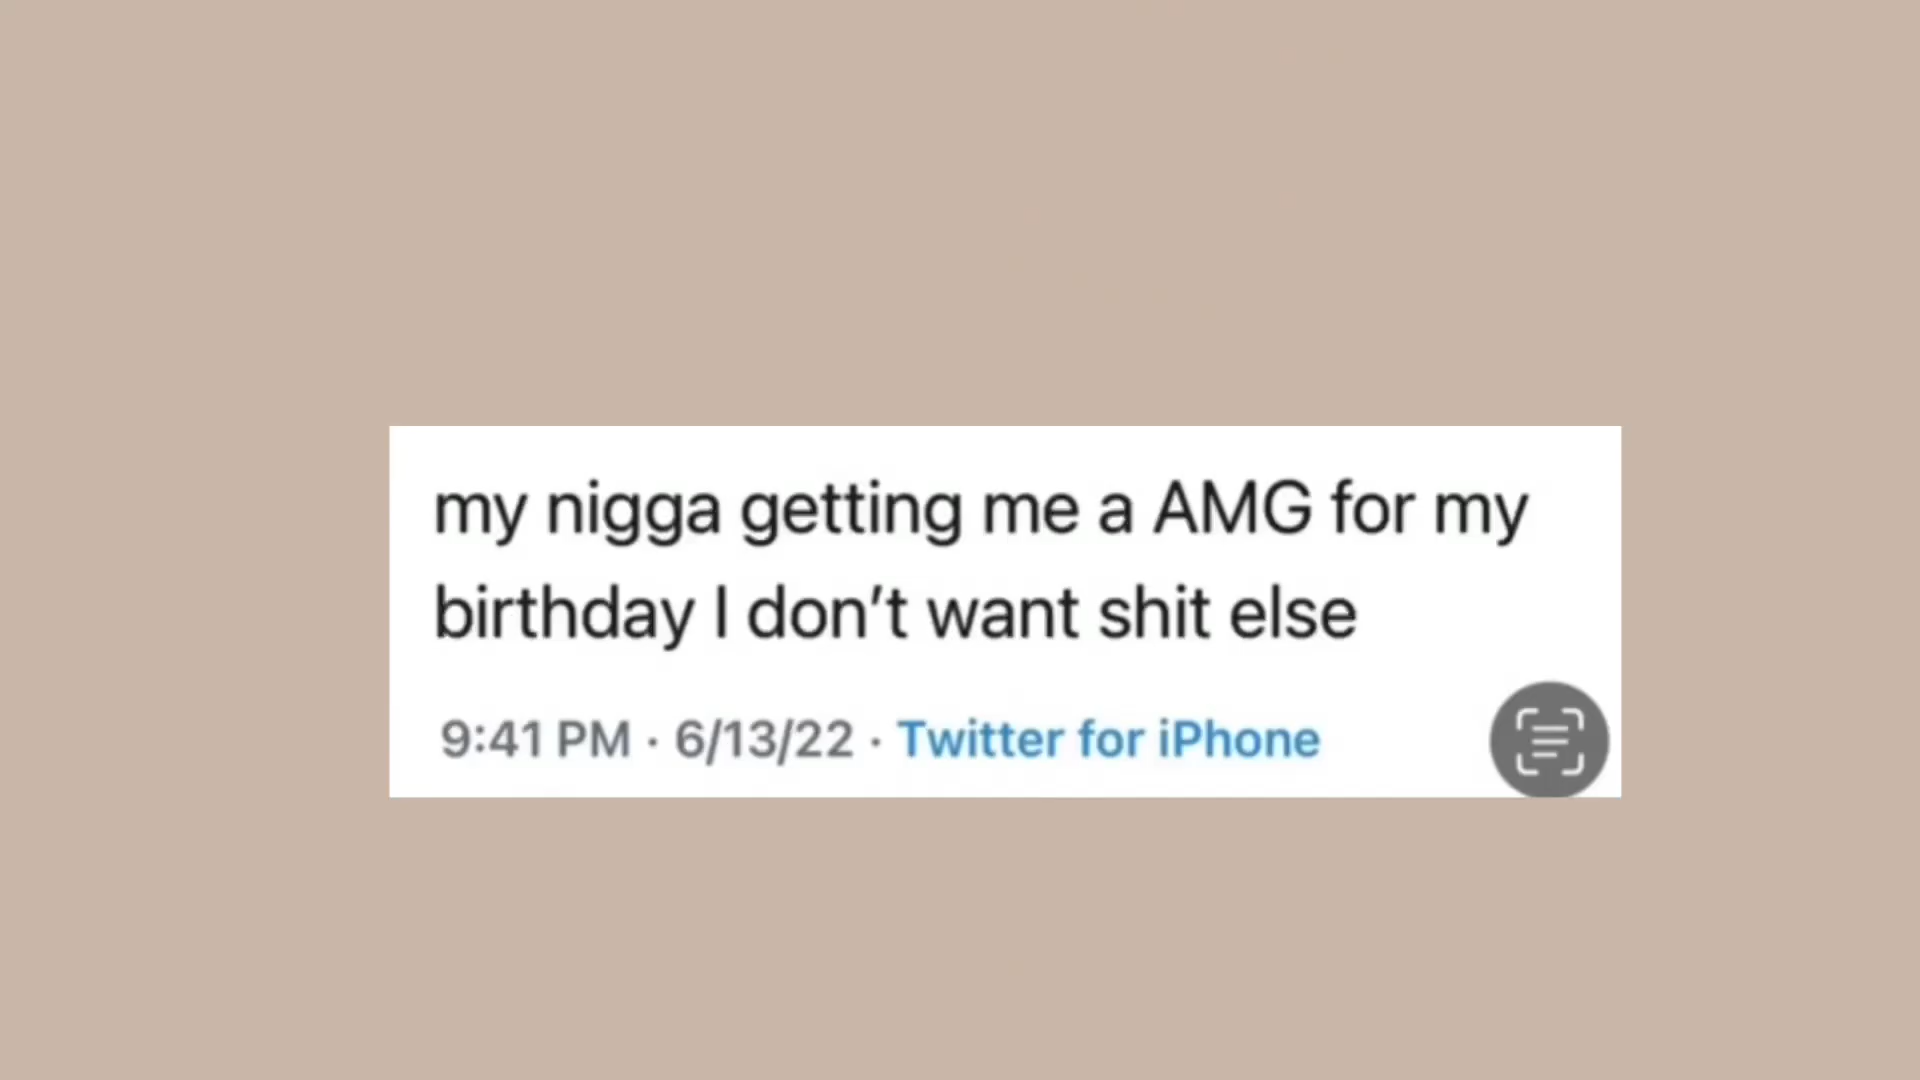 my nigga getting me a AMG for my
birthday I don’t want shit else
9:41 PM · 6/13/22 · Twitter for iPhone